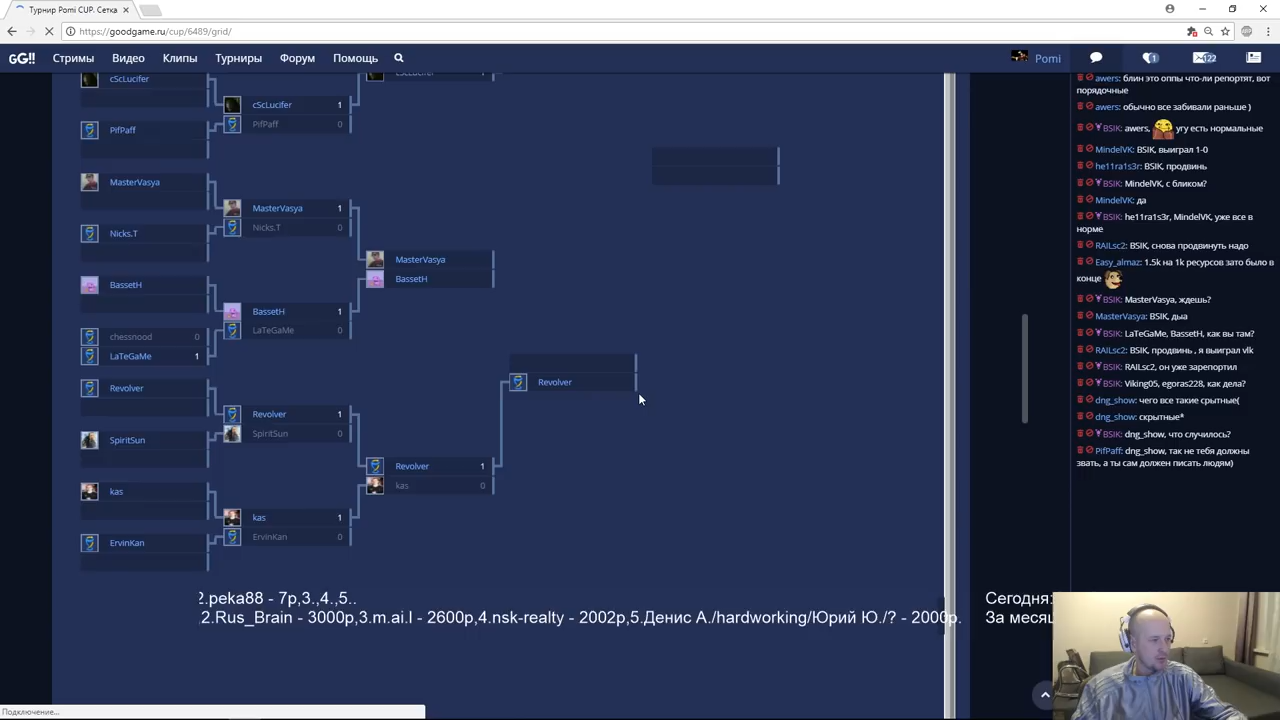 Турнир Pomi CUP. Сетка
https://goodgame.ru/cup/6489/grid/
GG!! Стримы Видео Клипы Турниры Форум Помощь Pomi 1 122
cScLucifer
cScLucifer 1
PifPaff 0
PifPaff
MasterVasya
MasterVasya 1
Nicks.T 0
Nicks.T
MasterVasya
BassetH
BassetH
BassetH 1
LaTeGaMe 0
chessnood 0
LaTeGaMe 1
Revolver
Revolver
Revolver 1
SpiritSun 0
SpiritSun
Revolver 1
kas 0
kas
kas 1
ErvinKan 0
ErvinKan
awers: блин это оппы что-ли репортят, вот
порядочные
awers: обычно все забивали раньше )
BSIK: awers, угу есть нормальные
MindelVK: BSIK, выиграл 1-0
he11ra1s3r: BSIK, продвинь
BSIK: MindelVK, с бликом?
MindelVK: да
BSIK: he11ra1s3r, MindelVK, уже все в
норме
RAILsc2: BSIK, снова продвинуть надо
Easy_almaz: 1.5k на 1k ресурсов зато было в
конце
BSIK: MasterVasya, ждешь?
MasterVasya: BSIK, дыа
BSIK: LaTeGaMe, BassetH, как вы там?
RAILsc2: BSIK, продвинь , я выиграл vlk
BSIK: RAILsc2, он уже зарепортил
BSIK: Viking05, egoras228, как дела?
dng_show: чего все такие срытные(
dng_show: скрытные*
BSIK: dng_show, что случилось?
PifPaff: dng_show, так не тебя должны
звать, а ты сам должен писать людям)
2.peka88 - 7р,3.,4.,5.. Сегодня:
,2.Rus_Brain - 3000р,3.m.ai.l - 2600р,4.nsk-realty - 2002р,5.Денис А./hardworking/Юрий Ю./? - 2000р. За месяц
Подключение...